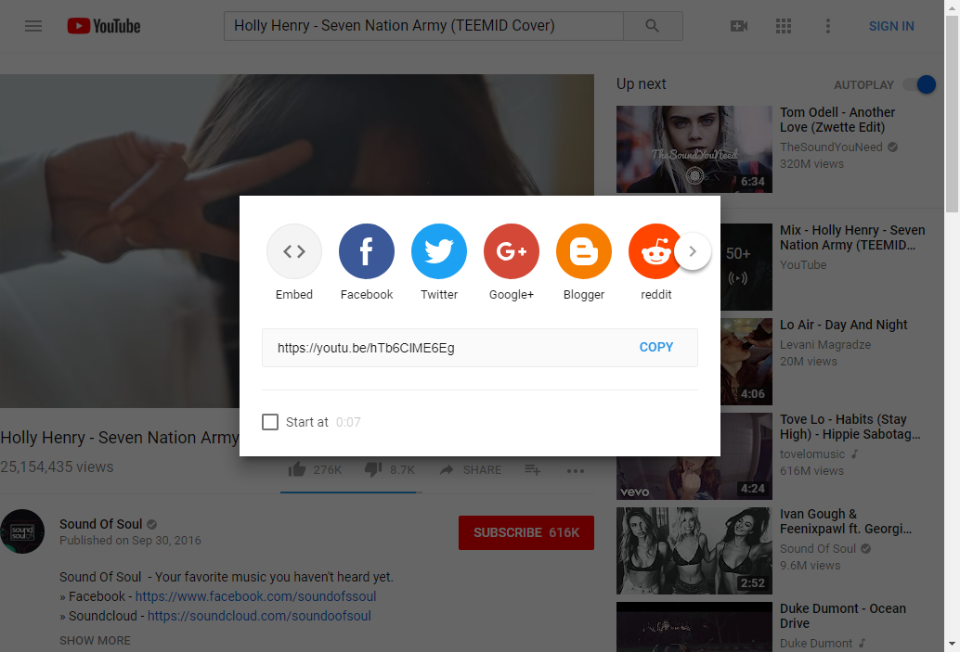 YouTube
Holly Henry - Seven Nation Army (TEEMID Cover)
SIGN IN
Up next
AUTOPLAY
TheSoundYouNeed
6:34
Tom Odell - Another
Love (Zwette Edit)
TheSoundYouNeed
320M views
50+
Mix - Holly Henry - Seven
Nation Army (TEEMID...
YouTube
4:06
Lo Air - Day And Night
Levani Magradze
20M views
vevo
4:24
Tove Lo - Habits (Stay
High) - Hippie Sabotag...
tovelomusic
616M views
2:52
Ivan Gough &
Feenixpawl ft. Georgi...
Sound Of Soul
9.6M views
Duke Dumont - Ocean
Drive
Duke Dumont
Embed
Facebook
Twitter
Google+
Blogger
reddit
https://youtu.be/hTb6CIME6Eg
COPY
Start at 0:07
Holly Henry - Seven Nation Army
25,154,435 views
276K
8.7K
SHARE
sound
soul
Sound Of Soul
Published on Sep 30, 2016
SUBSCRIBE 616K
Sound Of Soul - Your favorite music you haven't heard yet.
» Facebook - https://www.facebook.com/soundofssoul
» Soundcloud - https://soundcloud.com/soundoofsoul
SHOW MORE